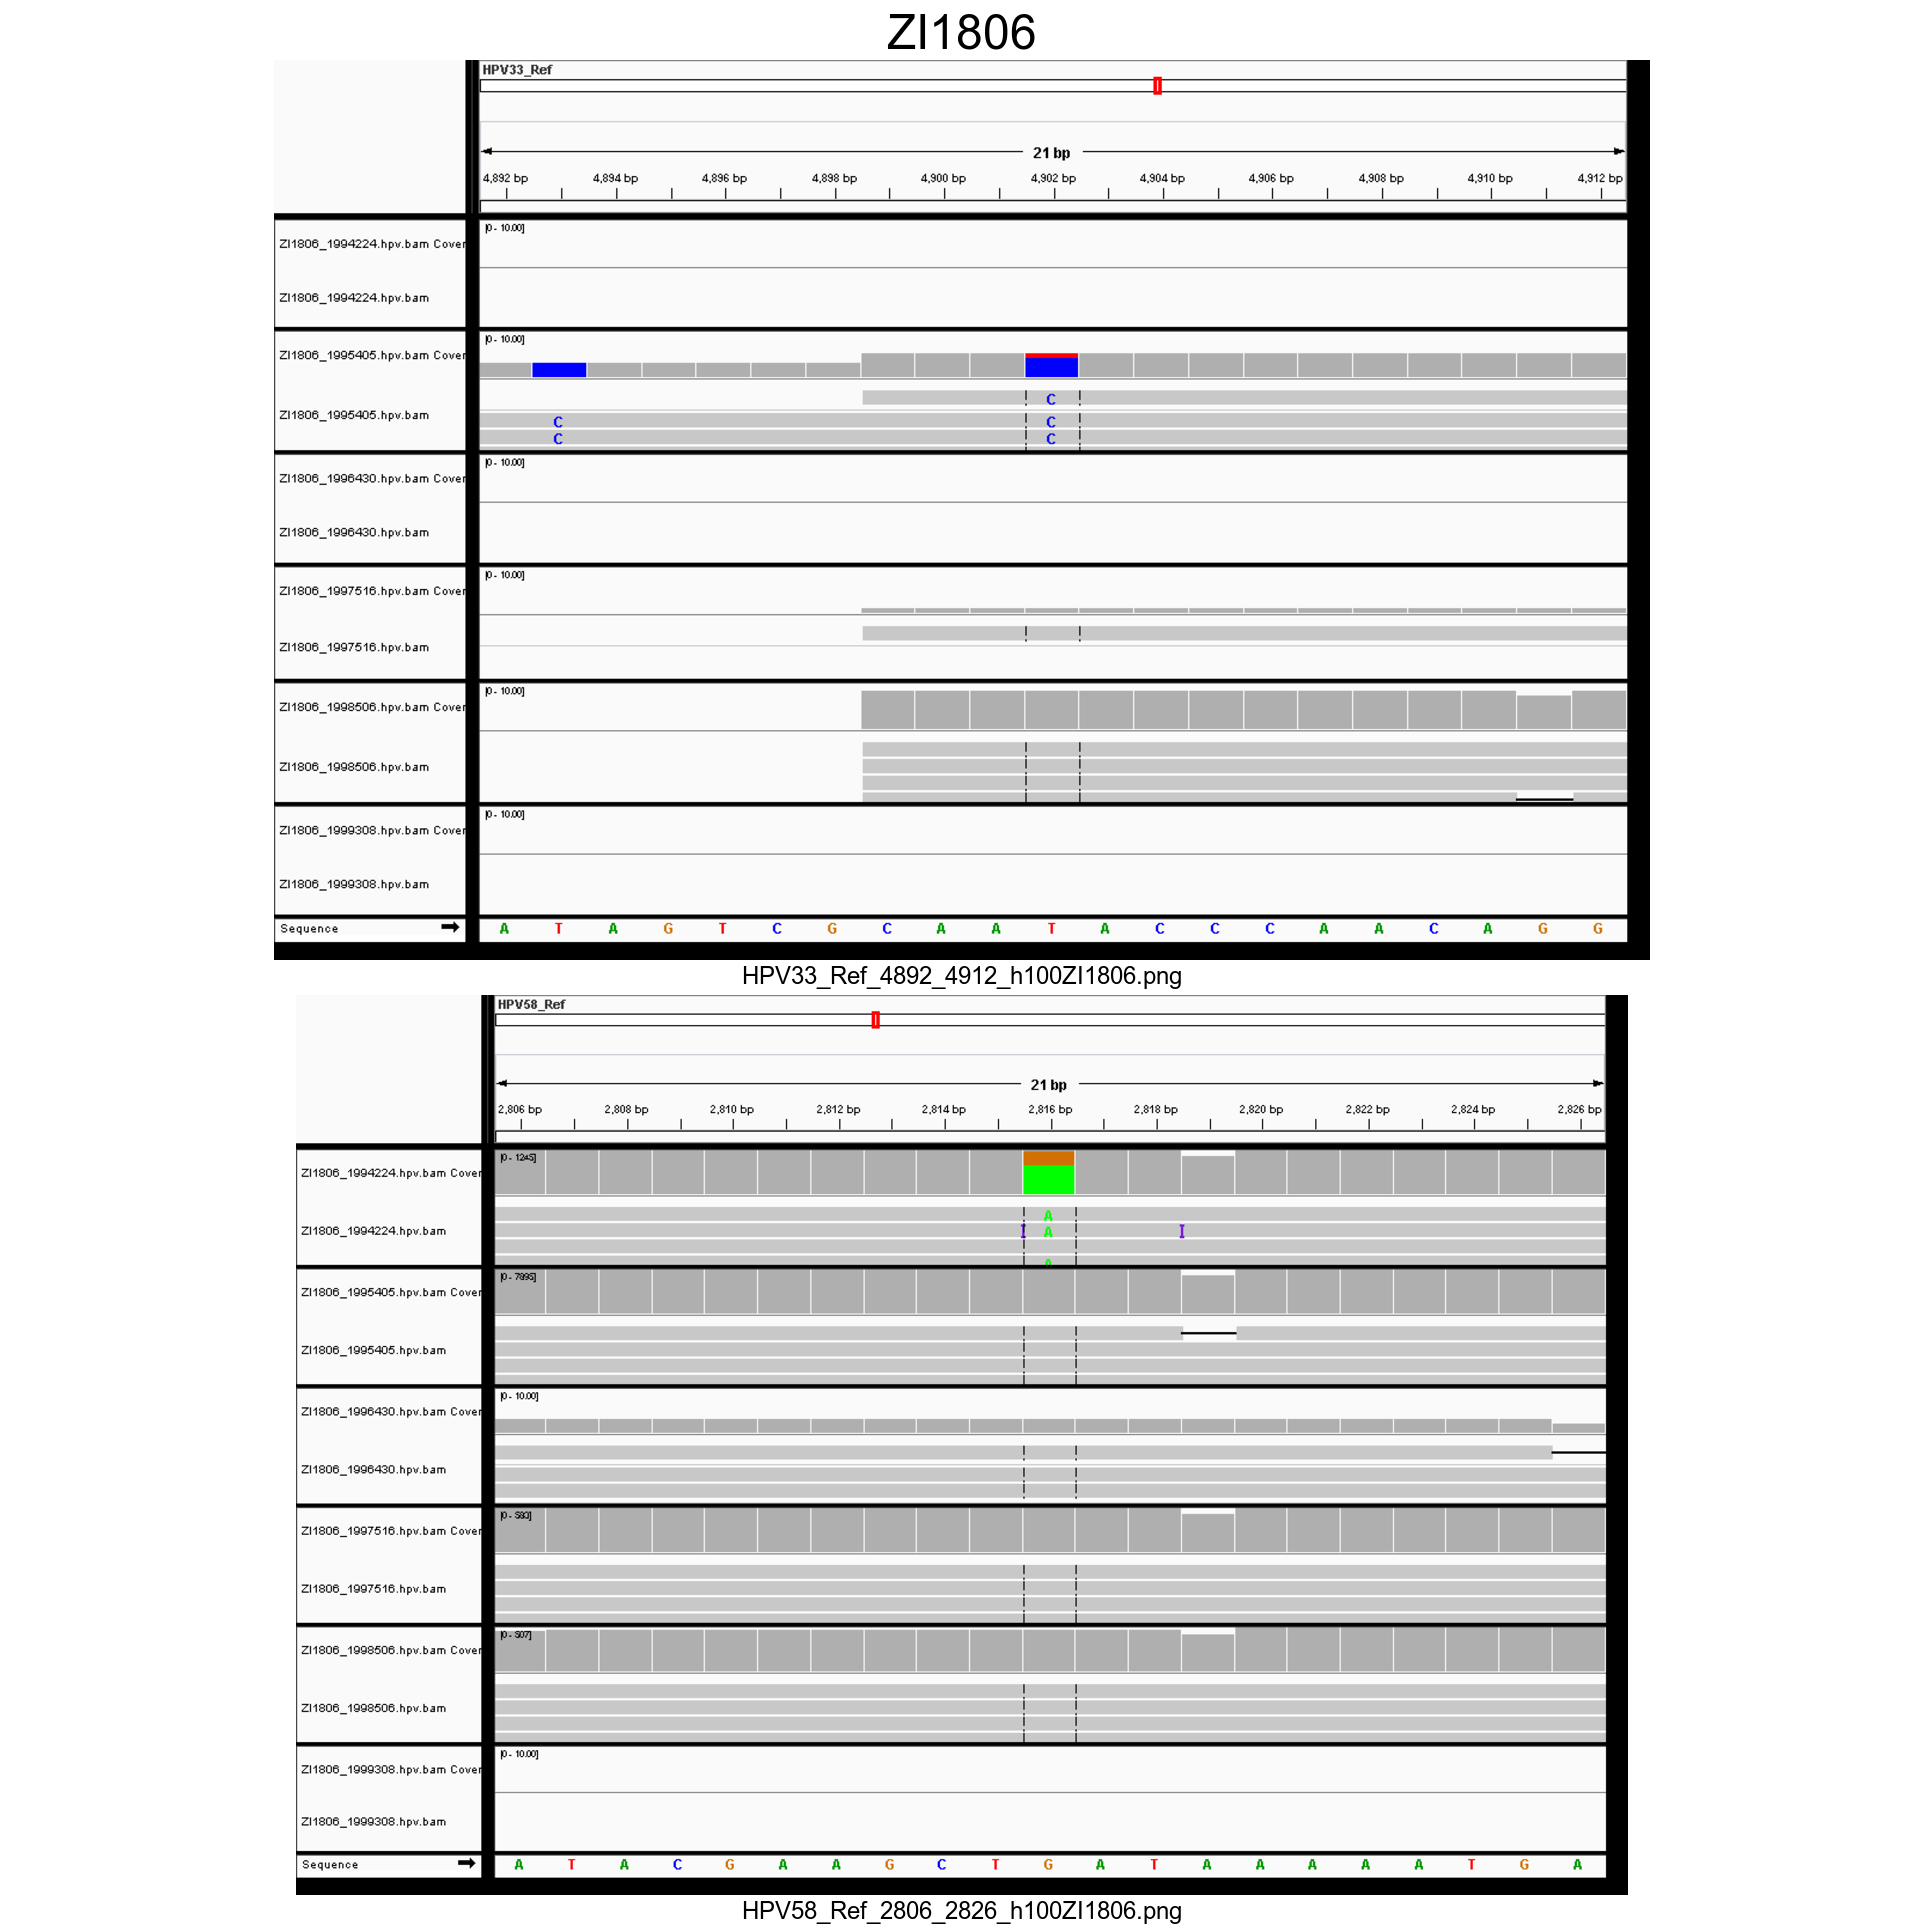 ZI1806
HPV33_Ref
21 bp
4,892 bp 4,894 bp 4,896 bp 4,898 bp 4,900 bp 4,902 bp 4,904 bp 4,906 bp 4,908 bp 4,910 bp 4,912 bp
[0 - 10.00]
ZI1806_1994224.hpv.bam Cover
ZI1806_1994224.hpv.bam
[0 - 10.00]
ZI1806_1995405.hpv.bam Cover
C
ZI1806_1995405.hpv.bam
C C
C C
[0 - 10.00]
ZI1806_1996430.hpv.bam Cover
ZI1806_1996430.hpv.bam
[0 - 10.00]
ZI1806_1997516.hpv.bam Cover
ZI1806_1997516.hpv.bam
[0 - 10.00]
ZI1806_1998506.hpv.bam Cover
ZI1806_1998506.hpv.bam
[0 - 10.00]
ZI1806_1999308.hpv.bam Cover
ZI1806_1999308.hpv.bam
Sequence A T A G T C G C A A T A C C C A A C A G G
HPV33_Ref_4892_4912_h100ZI1806.png
HPV58_Ref
21 bp
2,806 bp 2,808 bp 2,810 bp 2,812 bp 2,814 bp 2,816 bp 2,818 bp 2,820 bp 2,822 bp 2,824 bp 2,826 bp
[0 - 1245]
ZI1806_1994224.hpv.bam Cover
A
ZI1806_1994224.hpv.bam I A I
A
[0 - 7895]
ZI1806_1995405.hpv.bam Cover
ZI1806_1995405.hpv.bam
[0 - 10.00]
ZI1806_1996430.hpv.bam Cover
ZI1806_1996430.hpv.bam
ZI1806_1997516.hpv.bam Cover
ZI1806_1997516.hpv.bam
[0 - 507]
ZI1806_1998506.hpv.bam Cover
ZI1806_1998506.hpv.bam
[0 - 10.00]
ZI1806_1999308.hpv.bam Cover
ZI1806_1999308.hpv.bam
Sequence A T A C G A A G C T G A T A A A A A T G A
HPV58_Ref_2806_2826_h100ZI1806.png